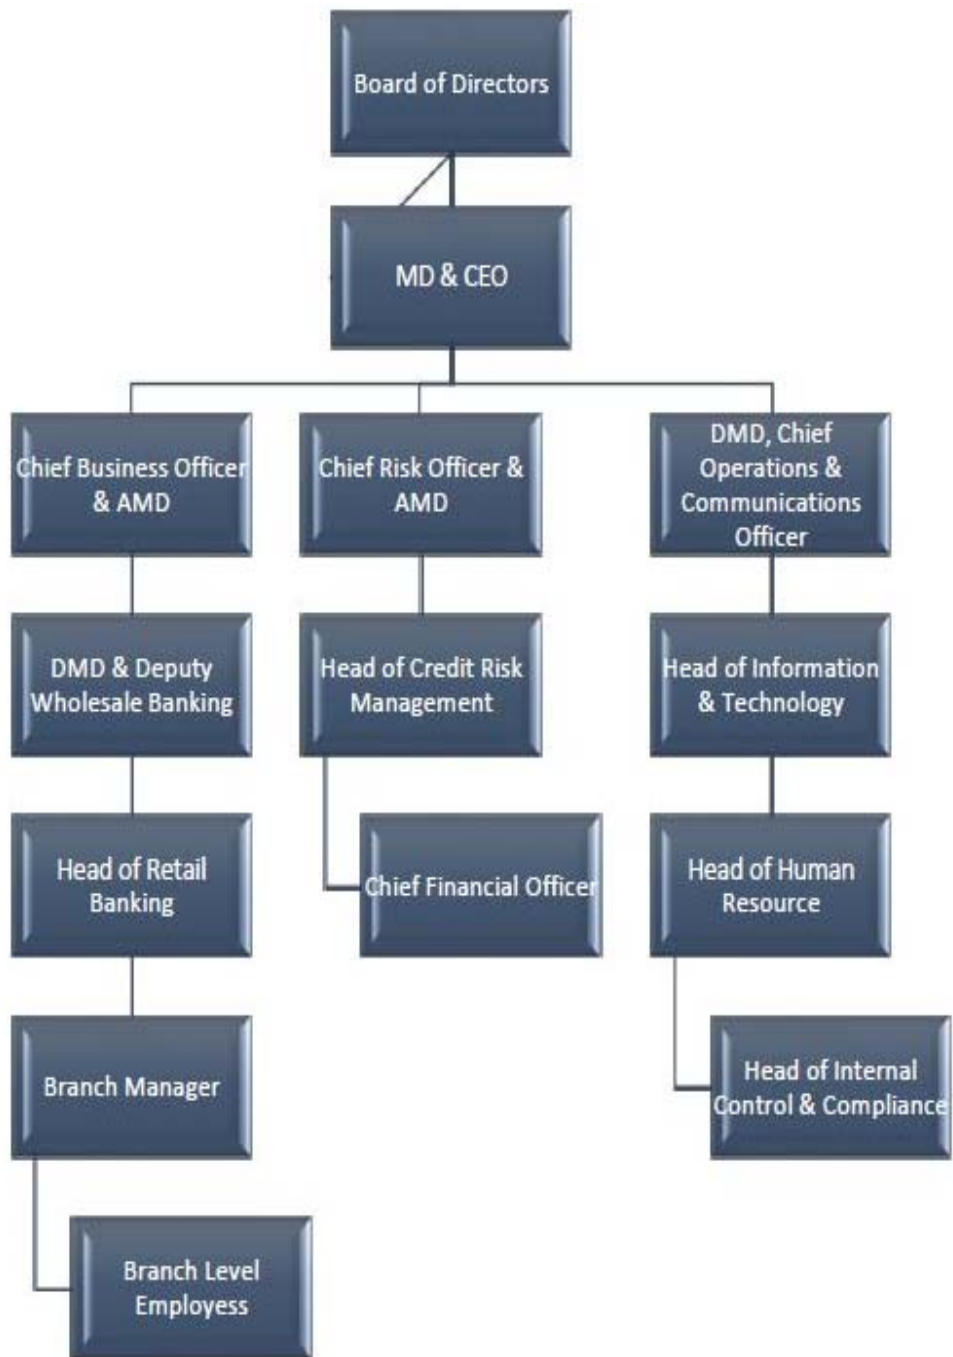 Board of Directors
MD & CEO
Chief Business Officer
& AMD
Chief Risk Officer &
AMD
DMD, Chief
Operations &
Communications
Officer
DMD & Deputy
Wholesale Banking
Head of Credit Risk
Management
Head of Information
& Technology
Head of Retail
Banking
Chief Financial Officer
Head of Human
Resource
Branch Manager
Head of Internal
Control & Compliance
Branch Level
Employess